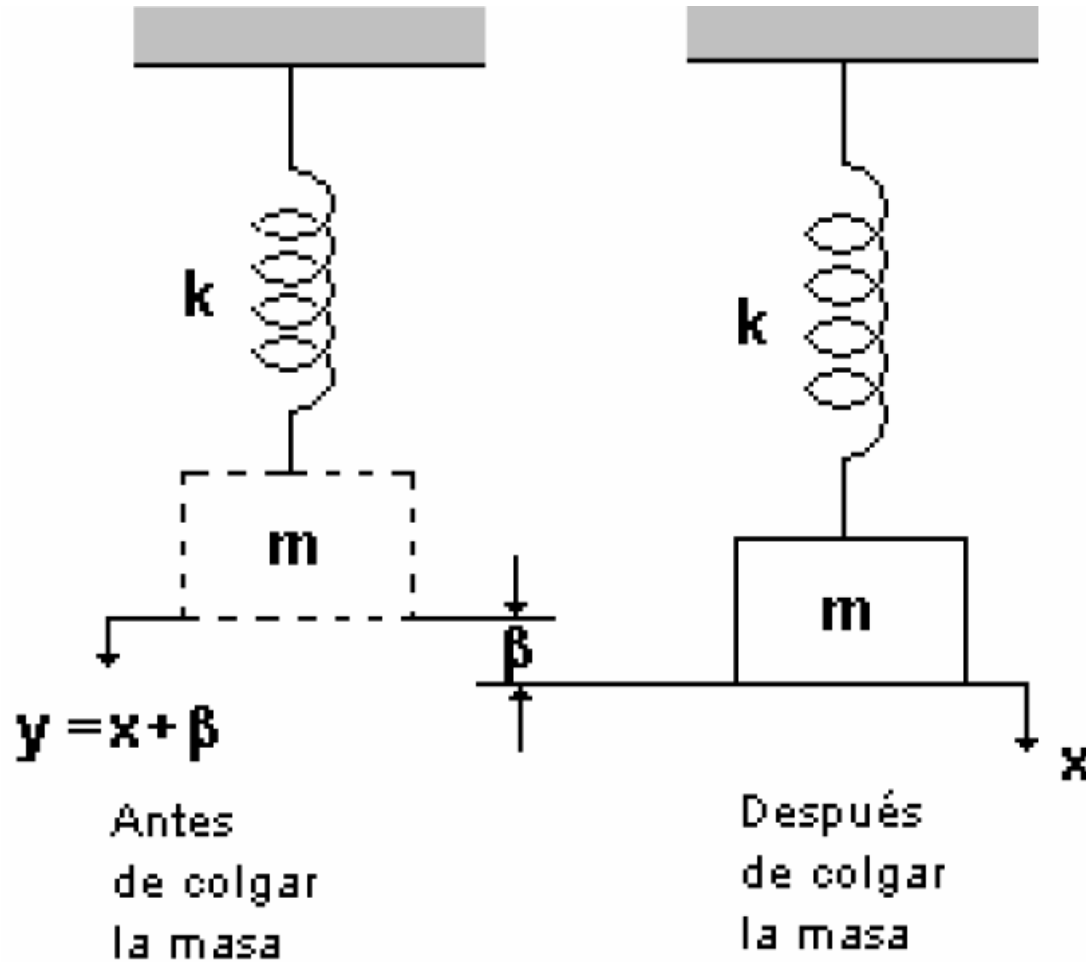 k
m
y = x + β
Antes
de colgar
la masa
β
k
m
x
Después
de colgar
la masa